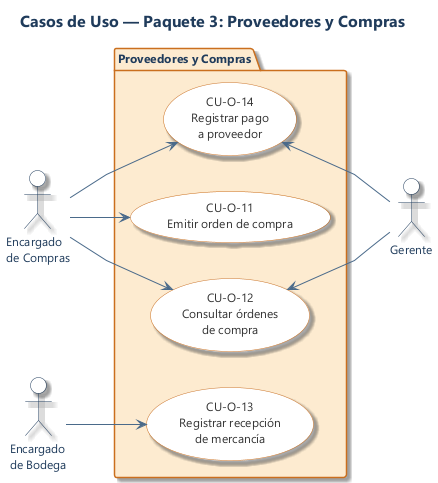 Casos de Uso — Paquete 3: Proveedores y Compras
Proveedores y Compras
CU-O-14
Registrar pago
a proveedor
CU-O-11
Emitir orden de compra
Encargado
de Compras
Gerente
CU-O-12
Consultar órdenes
de compra
CU-O-13
Registrar recepción
de mercancía
Encargado
de Bodega